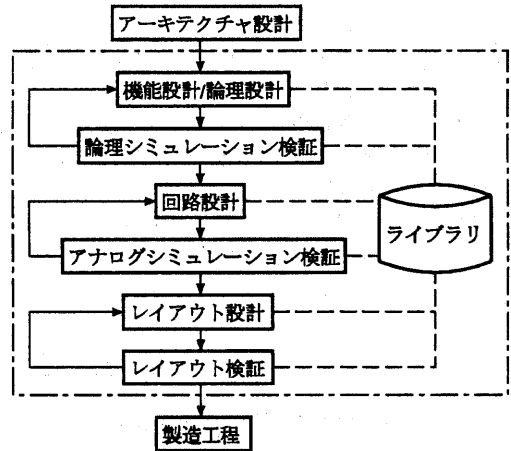 アーキテクチャ設計
機能設計/論理設計
論理シミュレーション検証
回路設計
ライブラリ
アナログシミュレーション検証
レイアウト設計
レイアウト検証
製造工程